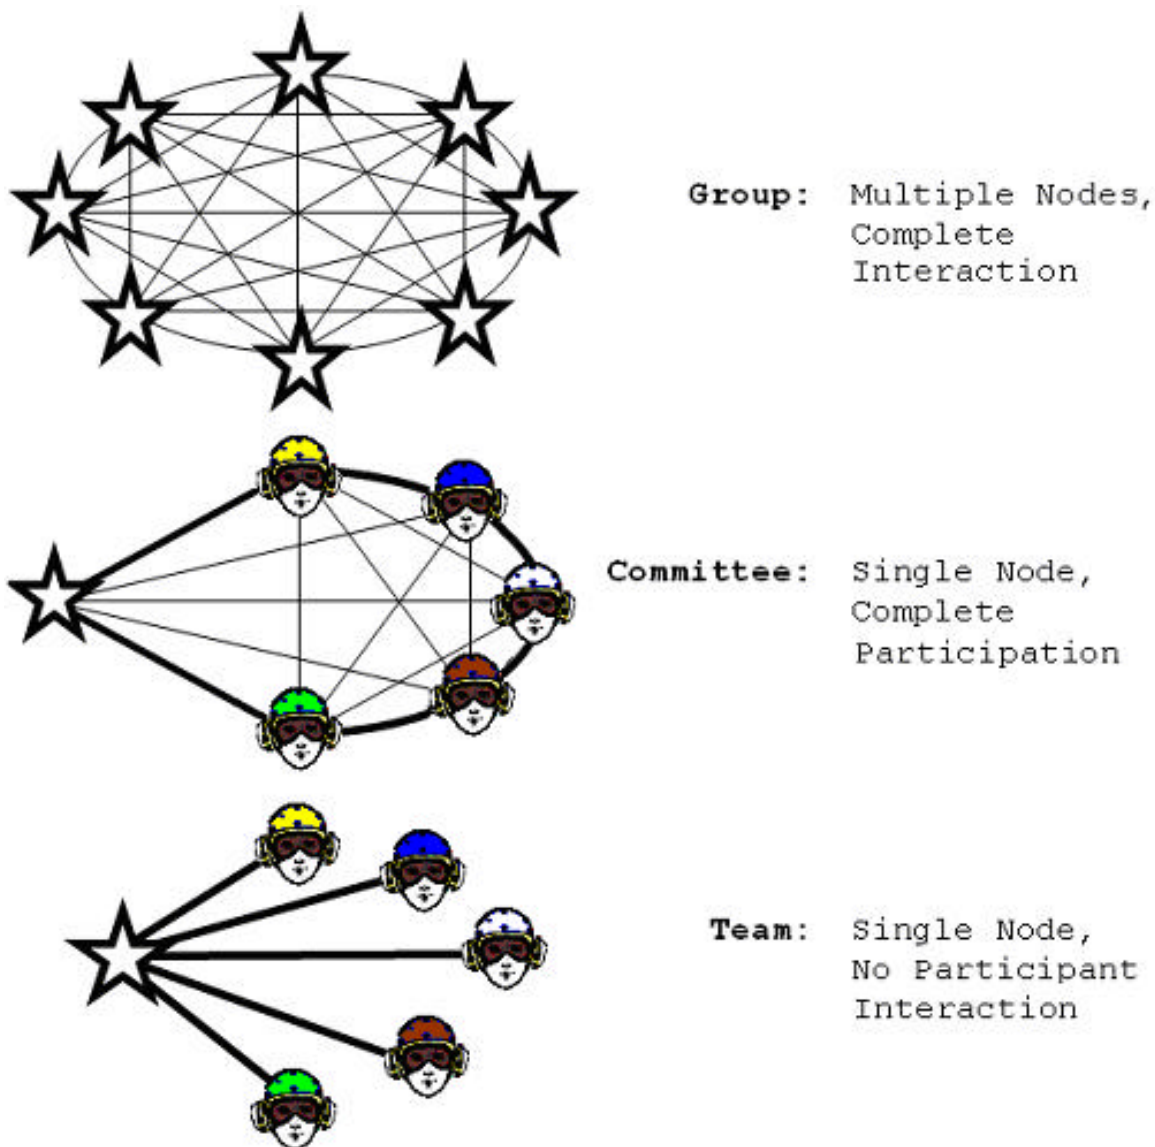 Group: Multiple Nodes,
Complete
Interaction
Committee: Single Node,
Complete
Participation
Team: Single Node,
No Participant
Interaction